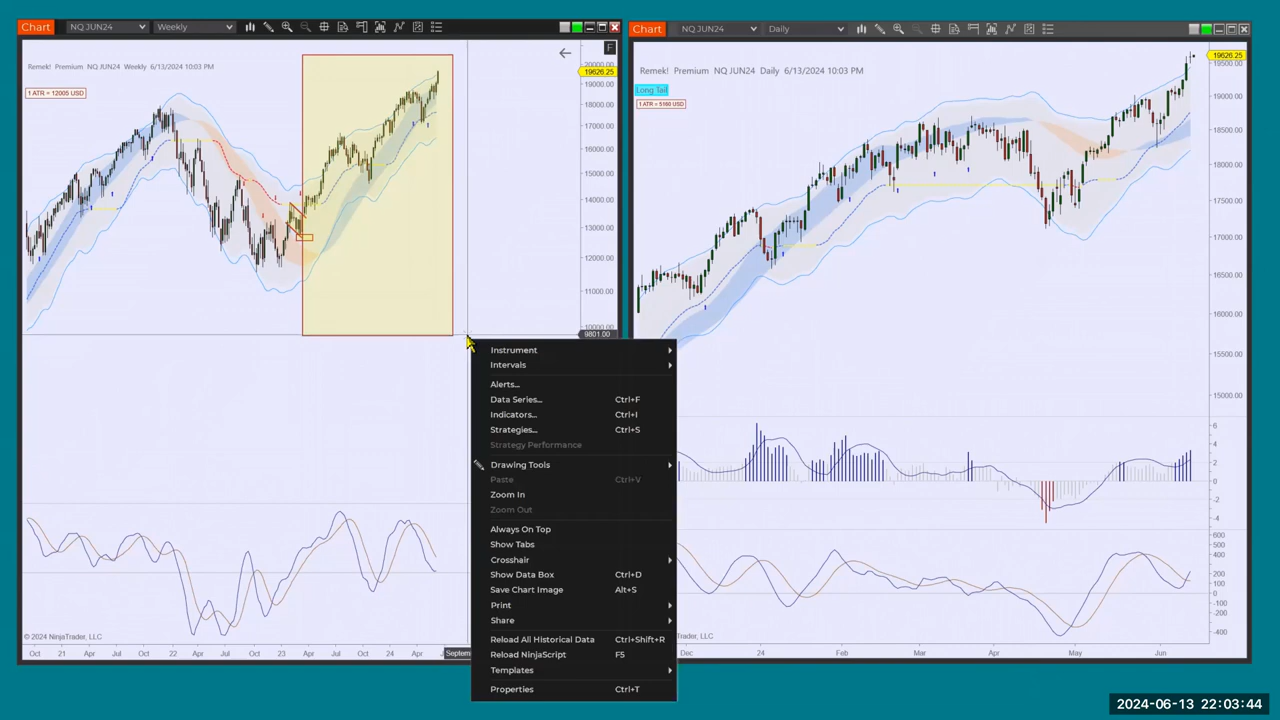 Chart NQ JUN24 Weekly
F
Remek! Premium NQ JUN24 Weekly 6/13/2024 10:03 PM
1 ATR = 12005 USD
20000.00
19626.25
19000.00
18000.00
17000.00
16000.00
15000.00
14000.00
13000.00
12000.00
11000.00
10000.00
9801.00
© 2024 NinjaTrader, LLC
Oct 21 Apr Jul Oct 22 Apr Jul Oct 23 Apr Jul Oct 24 Apr Septem
Chart NQ JUN24 Daily
Remek! Premium NQ JUN24 Daily 6/13/2024 10:03 PM
Long Tail
1 ATR = 5160 USD
19626.25
19500.00
19000.00
18500.00
18000.00
17500.00
17000.00
16500.00
16000.00
15500.00
15000.00
6
4
2
0
-2
-4
600
500
400
300
200
100
0
-100
-200
-300
-400
Trader, LLC
Dec 24 Feb Mar Apr May Jun
Instrument
Intervals
Alerts...
Data Series... Ctrl+F
Indicators... Ctrl+I
Strategies... Ctrl+S
Strategy Performance
Drawing Tools
Paste Ctrl+V
Zoom In
Zoom Out
Always On Top
Show Tabs
Crosshair
Show Data Box Ctrl+D
Save Chart Image Alt+S
Print
Share
Reload All Historical Data Ctrl+Shift+R
Reload NinjaScript F5
Templates
Properties Ctrl+T
2024-06-13 22:03:44